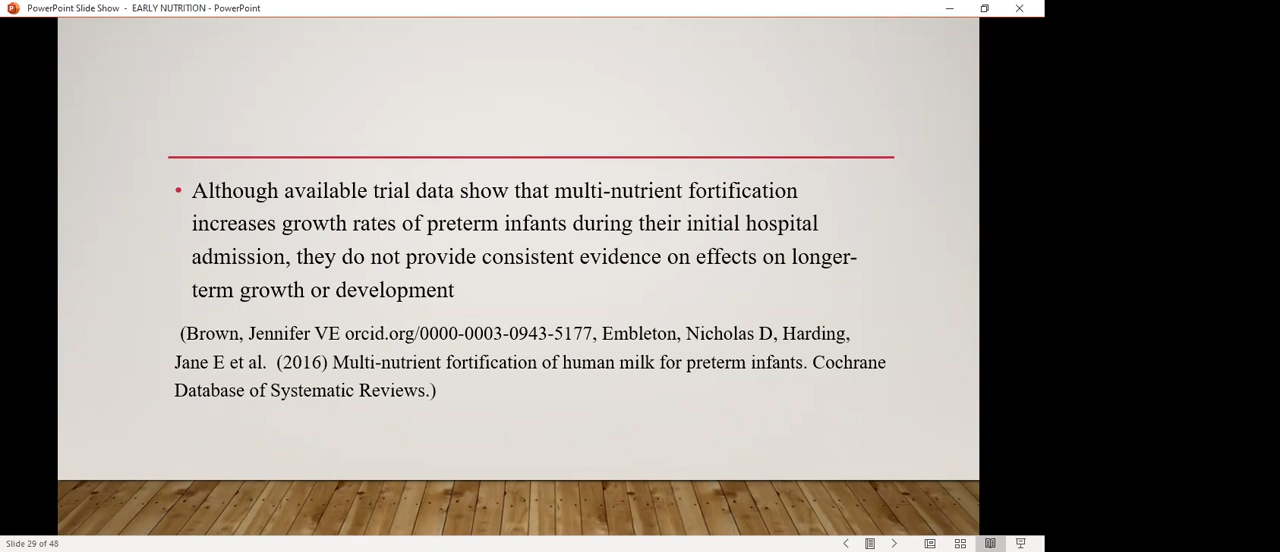 PowerPoint Slide Show - EARLY NUTRITION - PowerPoint
• Although available trial data show that multi-nutrient fortification
increases growth rates of preterm infants during their initial hospital
admission, they do not provide consistent evidence on effects on longer-
term growth or development
(Brown, Jennifer VE orcid.org/0000-0003-0943-5177, Embleton, Nicholas D, Harding,
Jane E et al. (2016) Multi-nutrient fortification of human milk for preterm infants. Cochrane
Database of Systematic Reviews.)
Slide 29 of 48